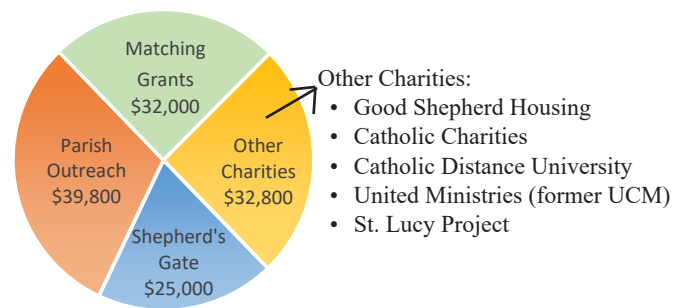 Matching
Grants
$32,000
Parish
Outreach
$39,800
Other
Charities
$32,800
Shepherd's
Gate
$25,000
Other Charities:
• Good Shepherd Housing
• Catholic Charities
• Catholic Distance University
• United Ministries (former UCM)
• St. Lucy Project